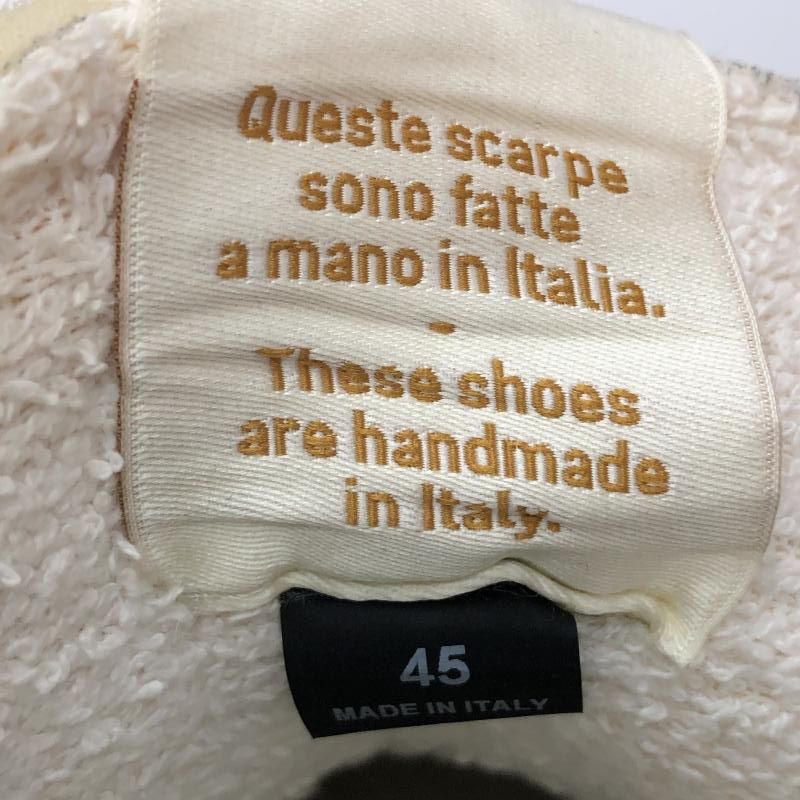 Queste scarpe
sono fatte
a mano in Italia.
-
These shoes
are handmade
in Italy.
45
MADE IN ITALY